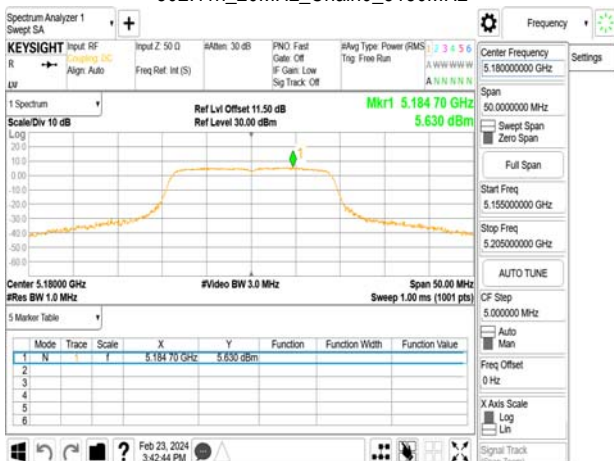 Spectrum Analyzer 1
Swept SA
+
Frequency
KEYSIGHT
R
LV
Input: RF
Coupling: DC
Align: Auto
Input Z: 50 Ω
Freq Ref: Int (S)
#Atten: 30 dB
PNO: Fast
Gate: Off
IF Gain: Low
Sig Track: Off
#Avg Type: Power (RMS
Trig: Free Run
1 2 3 4 5 6
A W W W W W
A N N N N N
Center Frequency
5.180000000 GHz
Settings
Span
50.0000000 MHz
Swept Span
Zero Span
Full Span
Start Freq
5.155000000 GHz
Stop Freq
5.205000000 GHz
AUTO TUNE
CF Step
5.000000 MHz
Auto
Man
Freq Offset
0 Hz
X Axis Scale
Log
Lin
Signal Track
1 Spectrum
Scale/Div 10 dB
Ref Lvl Offset 11.50 dB
Ref Level 30.00 dBm
Mkr1 5.184 70 GHz
5.630 dBm
Log
20.0
10.0
0.00
-10.0
-20.0
-30.0
-40.0
-50.0
-60.0
1
Center 5.18000 GHz
#Res BW 1.0 MHz
#Video BW 3.0 MHz
Span 50.00 MHz
Sweep 1.00 ms (1001 pts)
5 Marker Table
Mode Trace Scale X Y Function Function Width Function Value
1 N 1 f 5.184 70 GHz 5.630 dBm
2
3
4
5
6
?
Feb 23, 2024
3:42:44 PM